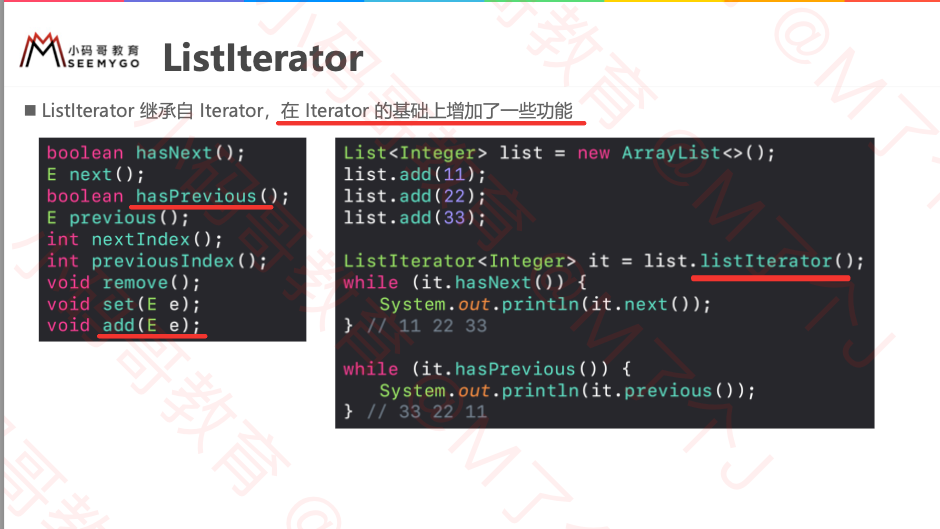 小码哥教育
SEEMYGO
ListIterator
■ ListIterator 继承自 Iterator，在 Iterator 的基础上增加了一些功能
boolean hasNext();
E next();
boolean hasPrevious();
E previous();
int nextIndex();
int previousIndex();
void remove();
void set(E e);
void add(E e);
List<Integer> list = new ArrayList<>();
list.add(11);
list.add(22);
list.add(33);
ListIterator<Integer> it = list.listIterator();
while (it.hasNext()) {
System.out.println(it.next());
} // 11 22 33
while (it.hasPrevious()) {
System.out.println(it.previous());
} // 33 22 11
小码哥教育 @M了个J